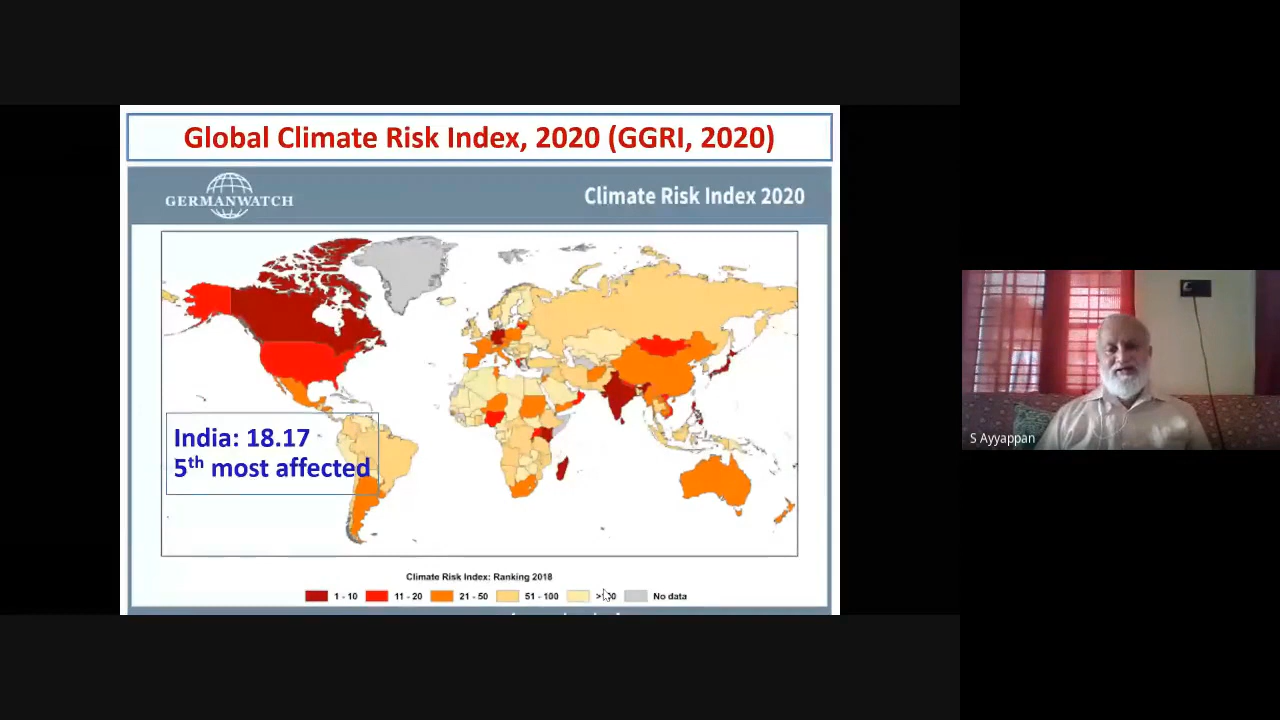 Global Climate Risk Index, 2020 (GGRI, 2020)
GERMANWATCH
Climate Risk Index 2020
India: 18.17
5th most affected
S Ayyappan
Climate Risk Index: Ranking 2018
1 - 10
11 - 20
21 - 50
51 - 100
No data